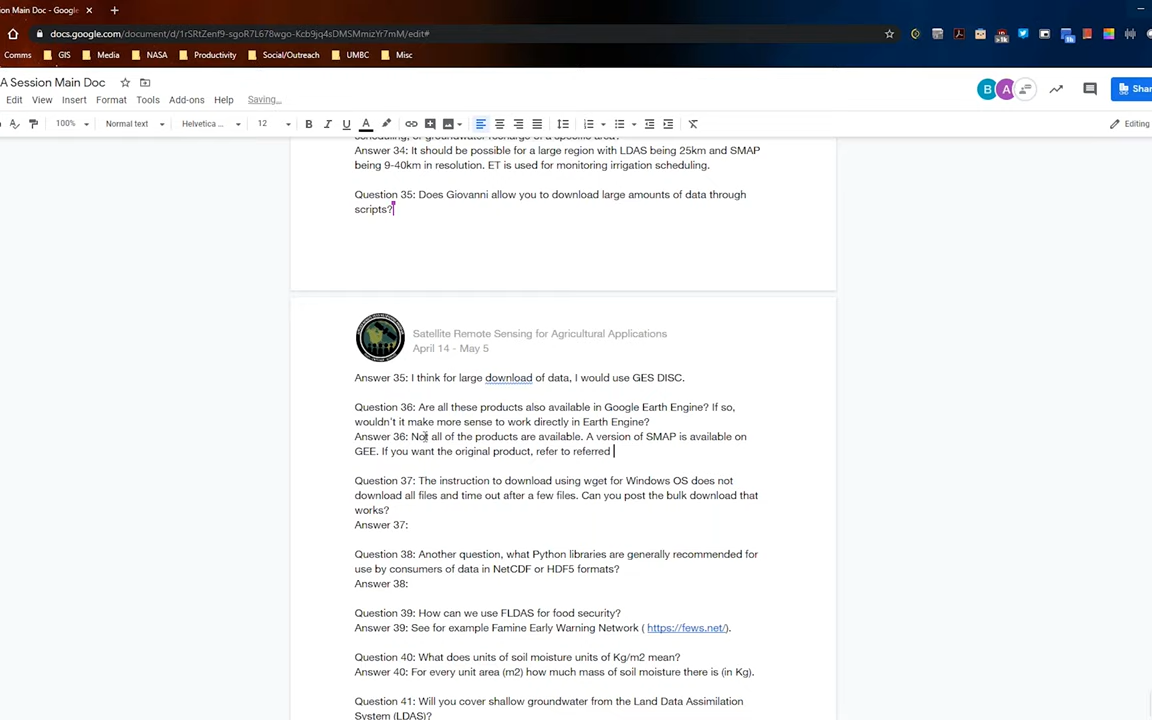 on Main Doc - Google
docs.google.com/document/d/1rSRtZenf9-sgoR7L678wgo-Kcb9jq4sDMSMmizYr7mM/edit#
Comms GIS Media NASA Productivity Social/Outreach UMBC Misc
A Session Main Doc
Edit View Insert Format Tools Add-ons Help Saving...
B A Shar
100% Normal text Helvetica ... 12 B I U A Editing
Answer 34: It should be possible for a large region with LDAS being 25km and SMAP
being 9-40km in resolution. ET is used for monitoring irrigation scheduling.
Question 35: Does Giovanni allow you to download large amounts of data through
scripts?
Satellite Remote Sensing for Agricultural Applications
April 14 - May 5
Answer 35: I think for large download of data, I would use GES DISC.
Question 36: Are all these products also available in Google Earth Engine? If so,
wouldn't it make more sense to work directly in Earth Engine?
Answer 36: Not all of the products are available. A version of SMAP is available on
GEE. If you want the original product, refer to referred
Question 37: The instruction to download using wget for Windows OS does not
download all files and time out after a few files. Can you post the bulk download that
works?
Answer 37:
Question 38: Another question, what Python libraries are generally recommended for
use by consumers of data in NetCDF or HDF5 formats?
Answer 38:
Question 39: How can we use FLDAS for food security?
Answer 39: See for example Famine Early Warning Network ( https://fews.net/).
Question 40: What does units of soil moisture units of Kg/m2 mean?
Answer 40: For every unit area (m2) how much mass of soil moisture there is (in Kg).
Question 41: Will you cover shallow groundwater from the Land Data Assimilation
System (LDAS)?